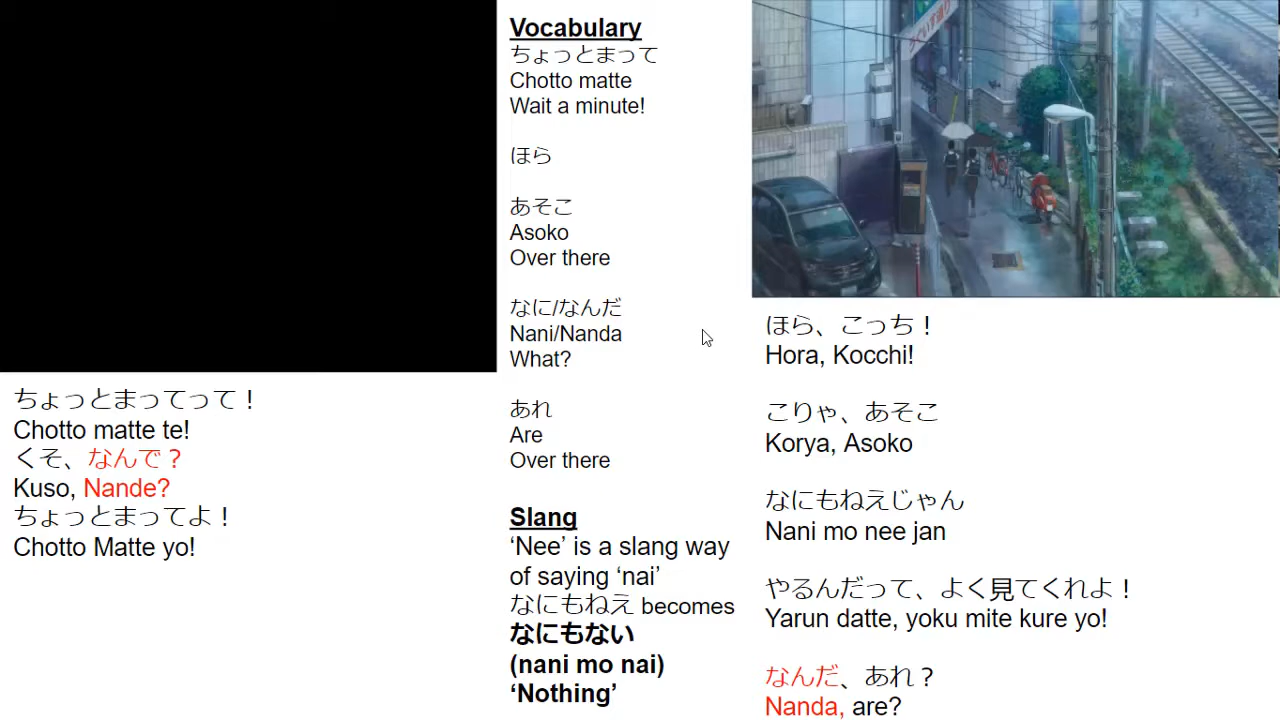 ちょっとまってって！
Chotto matte te!
くそ、なんで？
Kuso, Nande?
ちょっとまってよ！
Chotto Matte yo!
Vocabulary
ちょっとまって
Chotto matte
Wait a minute!
ほら
あそこ
Asoko
Over there
なに/なんだ
Nani/Nanda
What?
あれ
Are
Over there
Slang
‘Nee’ is a slang way
of saying ‘nai’
なにもねえ becomes
なにもない
(nani mo nai)
‘Nothing’
ほら、こっち！
Hora, Kocchi!
こりゃ、あそこ
Korya, Asoko
なにもねえじゃん
Nani mo nee jan
やるんだって、よく見てくれよ！
Yarun datte, yoku mite kure yo!
なんだ、あれ？
Nanda, are?